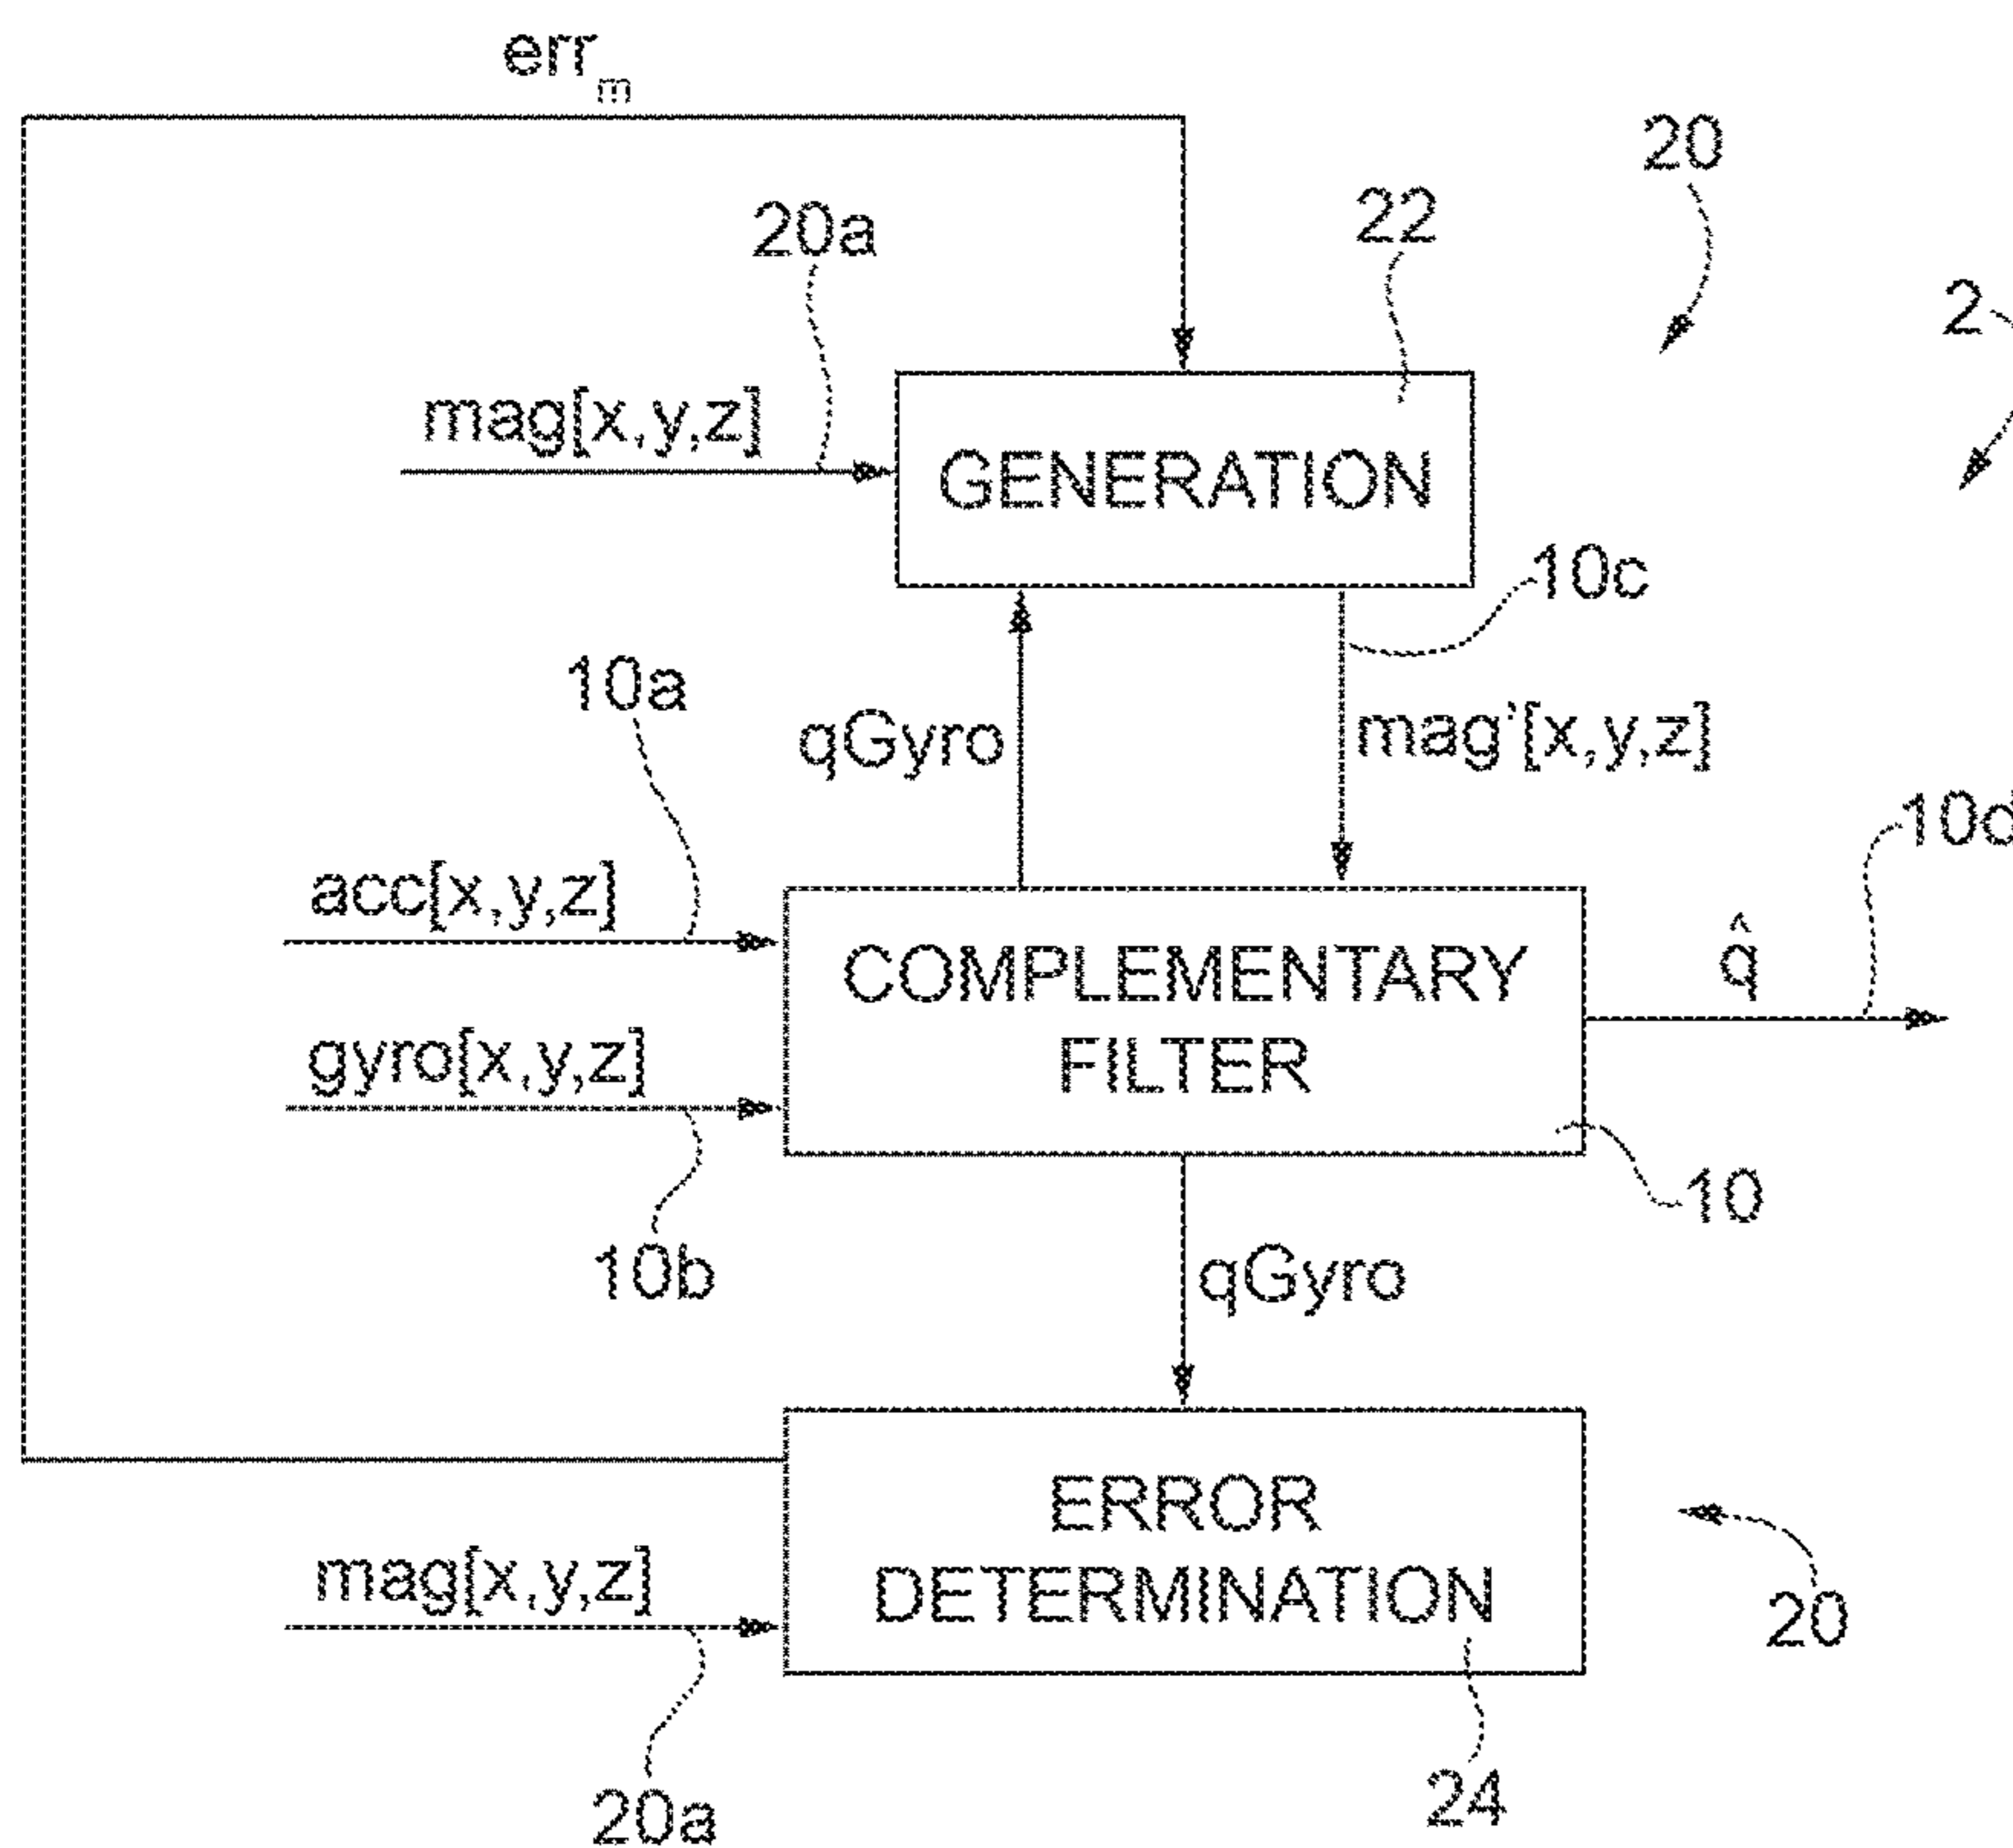 err_m
20
20a
22
2
mag[x,y,z]
GENERATION
10c
10a
qGyro
mag'[x,y,z]
10d
acc[x,y,z]
COMPLEMENTARY
FILTER
q̂
gyro[x,y,z]
10
10b
qGyro
ERROR
DETERMINATION
mag[x,y,z]
20
24
20a